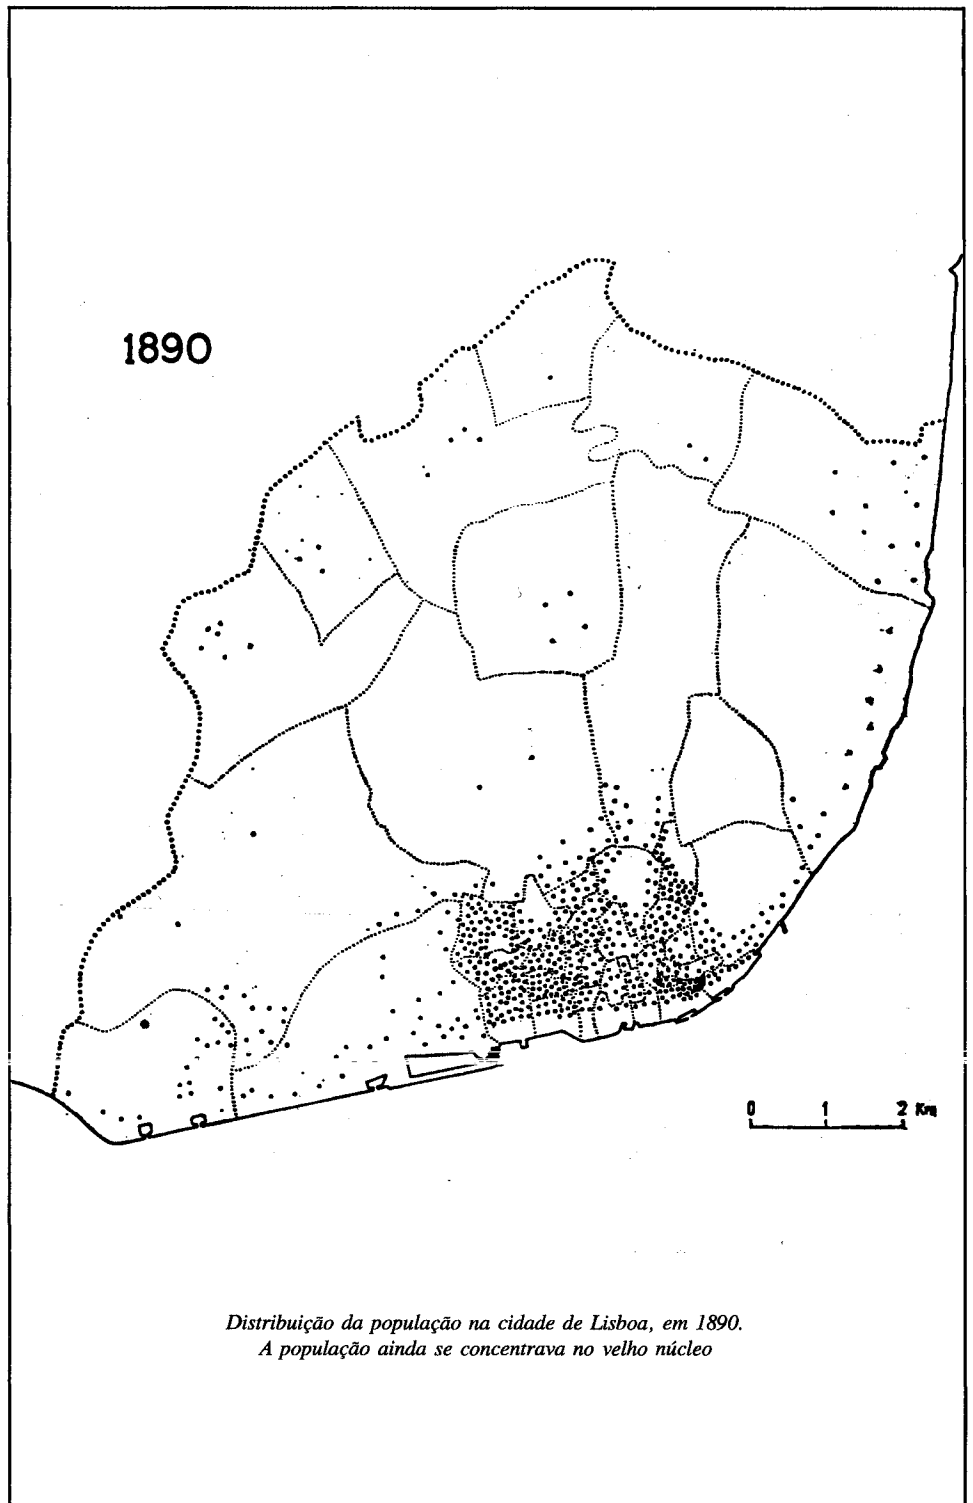 1890
0 1 2 Km
Distribuição da população na cidade de Lisboa, em 1890.
A população ainda se concentrava no velho núcleo